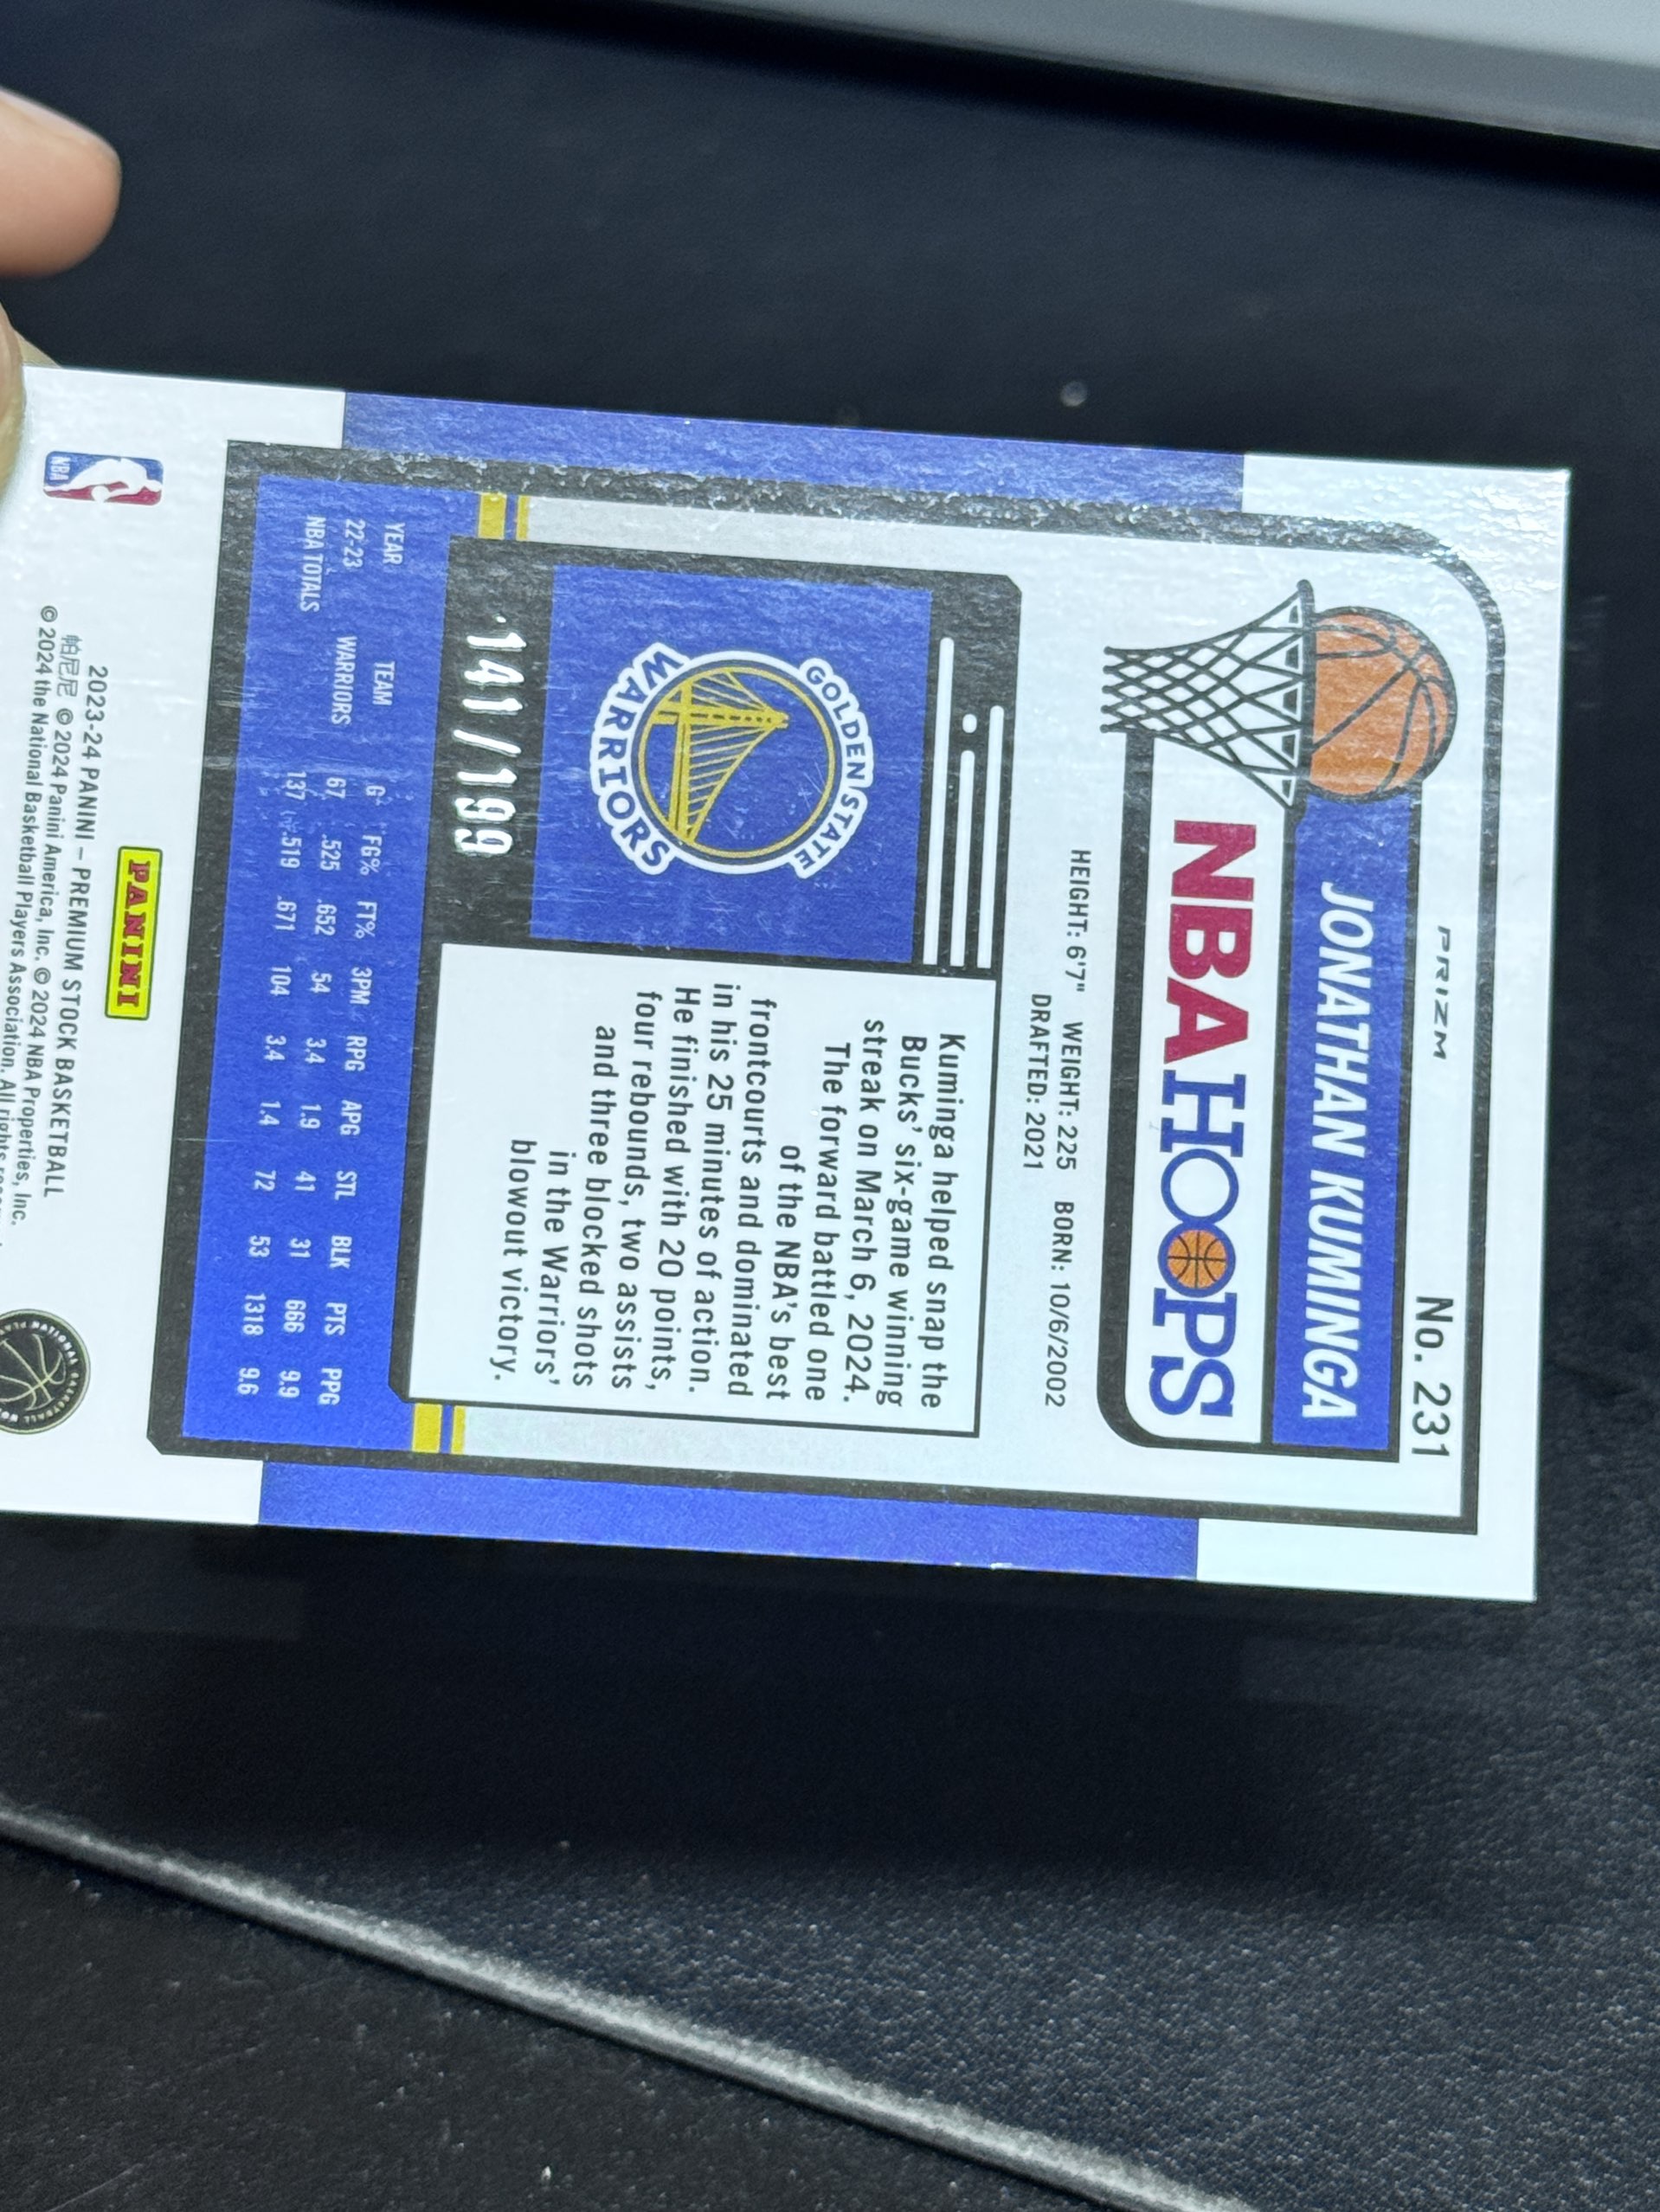 PRIZM
No. 231
JONATHAN KUMINGA
NBA HOOPS
HEIGHT: 6'7" WEIGHT: 225 BORN: 10/6/2002
DRAFTED: 2021
GOLDEN STATE
WARRIORS
Kuminga helped snap the
Bucks' six-game winning
streak on March 6, 2024.
The forward battled one
of the NBA's best
frontcourts and dominated
in his 25 minutes of action.
He finished with 20 points,
four rebounds, two assists
and three blocked shots
in the Warriors'
blowout victory.
141/199
YEAR TEAM G FG% FT% 3PM RPG APG STL BLK PTS PPG
22-23 WARRIORS 67 .525 .652 54 3.4 1.9 41 31 666 9.9
NBA TOTALS 137 .519 .671 104 3.4 1.4 72 53 1318 9.6
PANINI
NBA
2023-24 PANINI – PREMIUM STOCK BASKETBALL
帕尼尼 © 2024 Panini America, Inc. © 2024 NBA Properties, Inc.
© 2024 the National Basketball Players Association. All rights
NATIONAL BASKETBALL